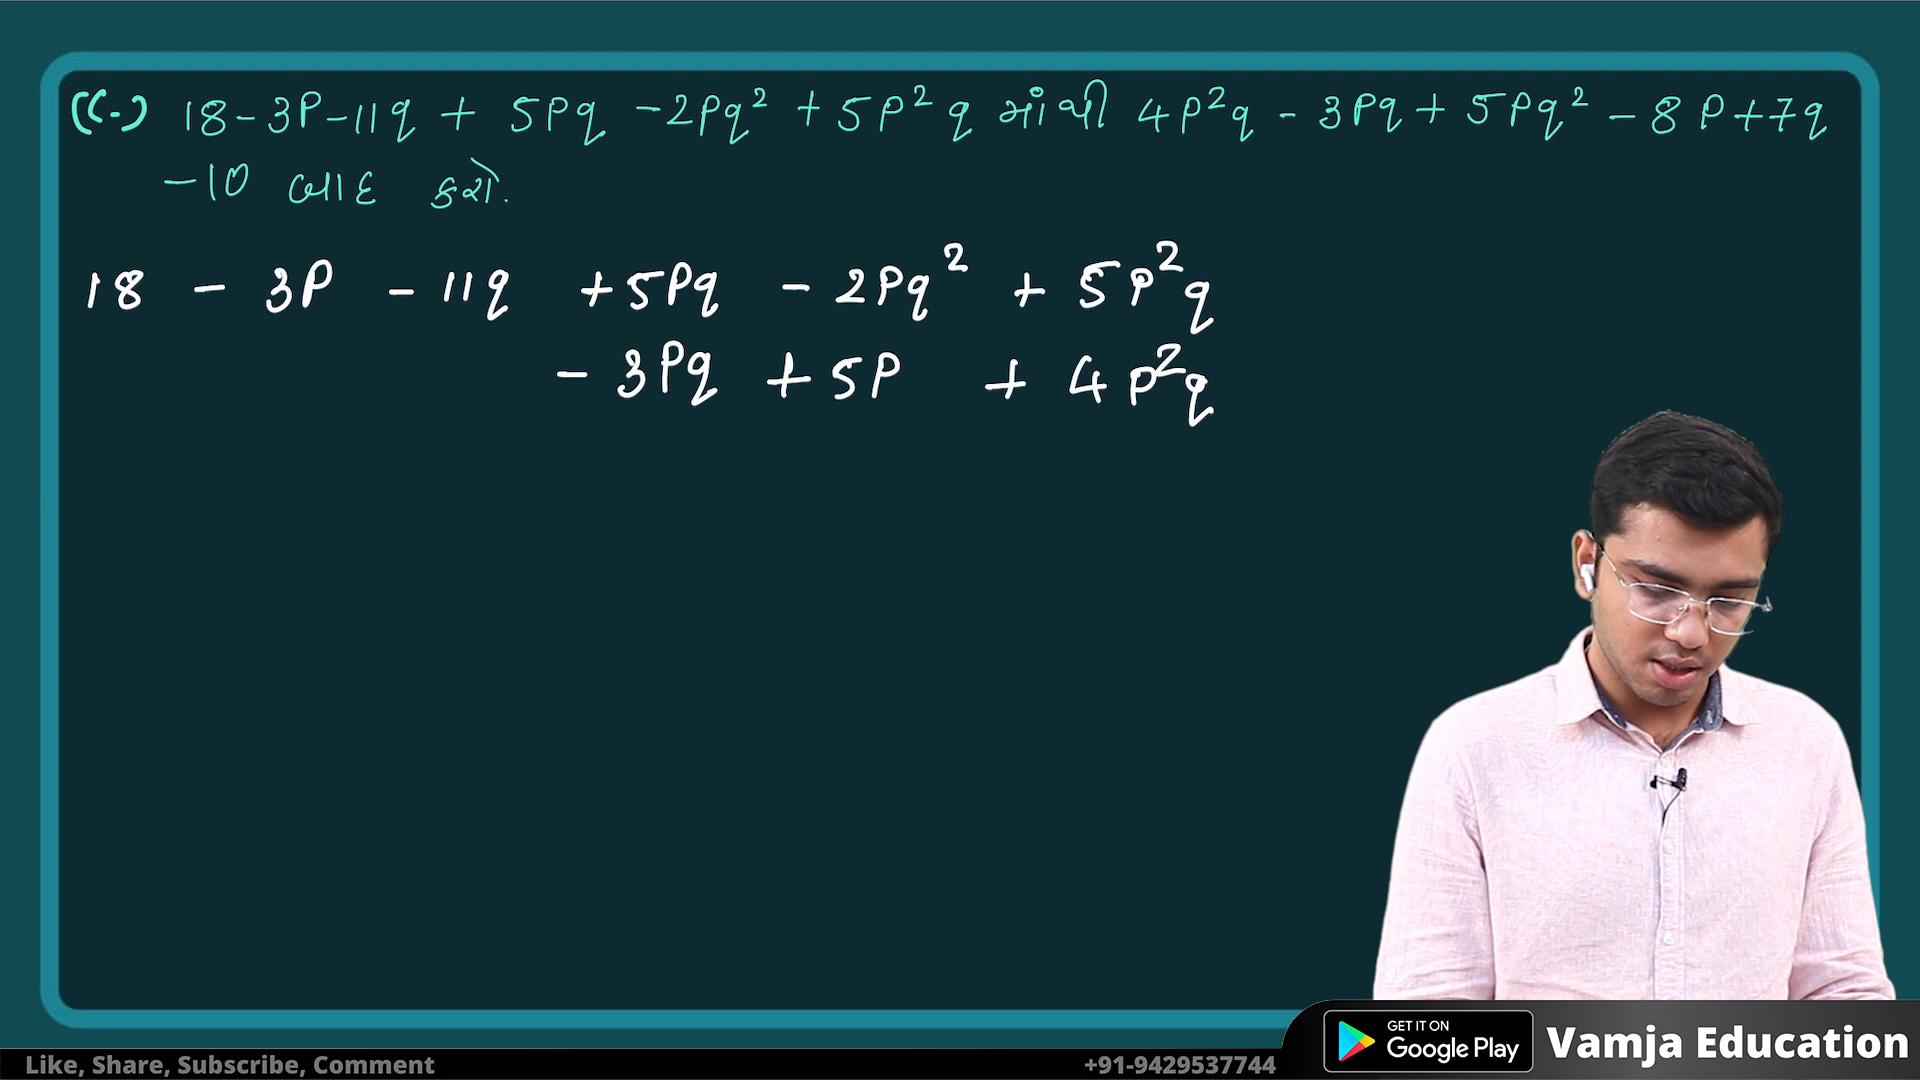 (C.) 18-3P-11q + 5Pq -2Pq² + 5P²q માંથી 4P²q - 3Pq + 5Pq² - 8P+7q
-10 બાદ કરો.
18 - 3P - 11q +5Pq - 2Pq² + 5P²q
- 3Pq + 5P + 4P²q
GET IT ON
Google Play
Vamja Education
Like, Share, Subscribe, Comment
+91-9429537744